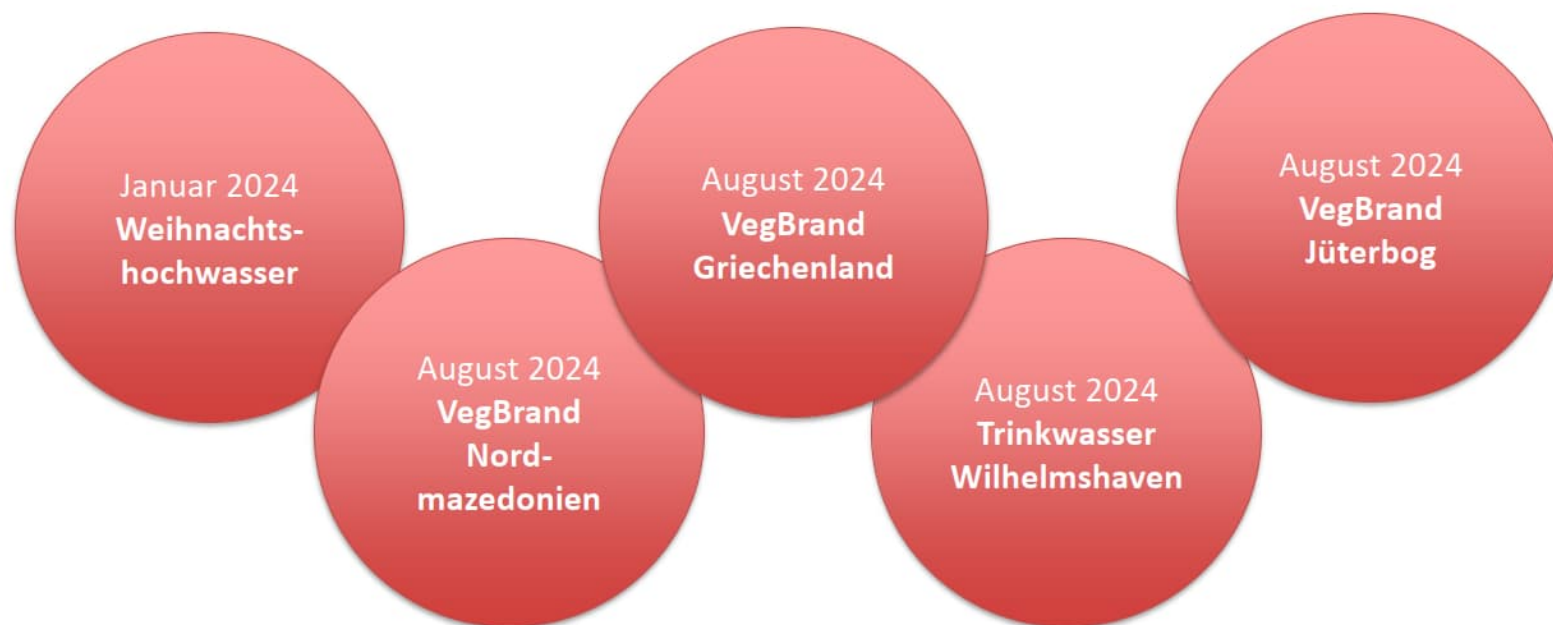 Januar 2024
Weihnachts-
hochwasser
August 2024
VegBrand
Nord-
mazedonien
August 2024
VegBrand
Griechenland
August 2024
Trinkwasser
Wilhelmshaven
August 2024
VegBrand
Jüterbog